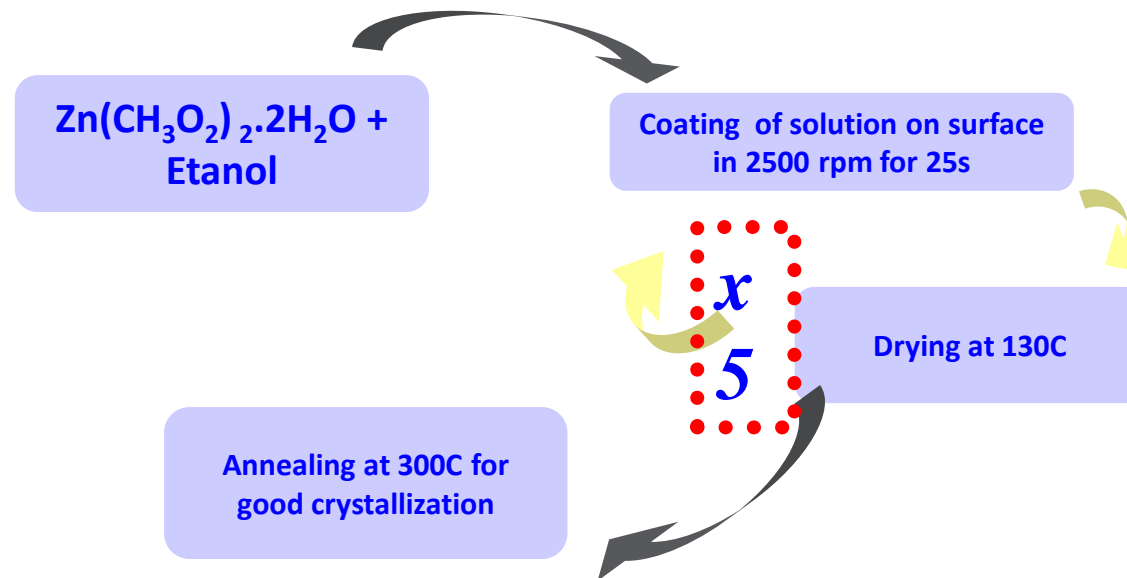 Zn(CH₃O₂) ₂.2H₂O +
Etanol
Coating of solution on surface
in 2500 rpm for 25s
x
5
Drying at 130C
Annealing at 300C for
good crystallization